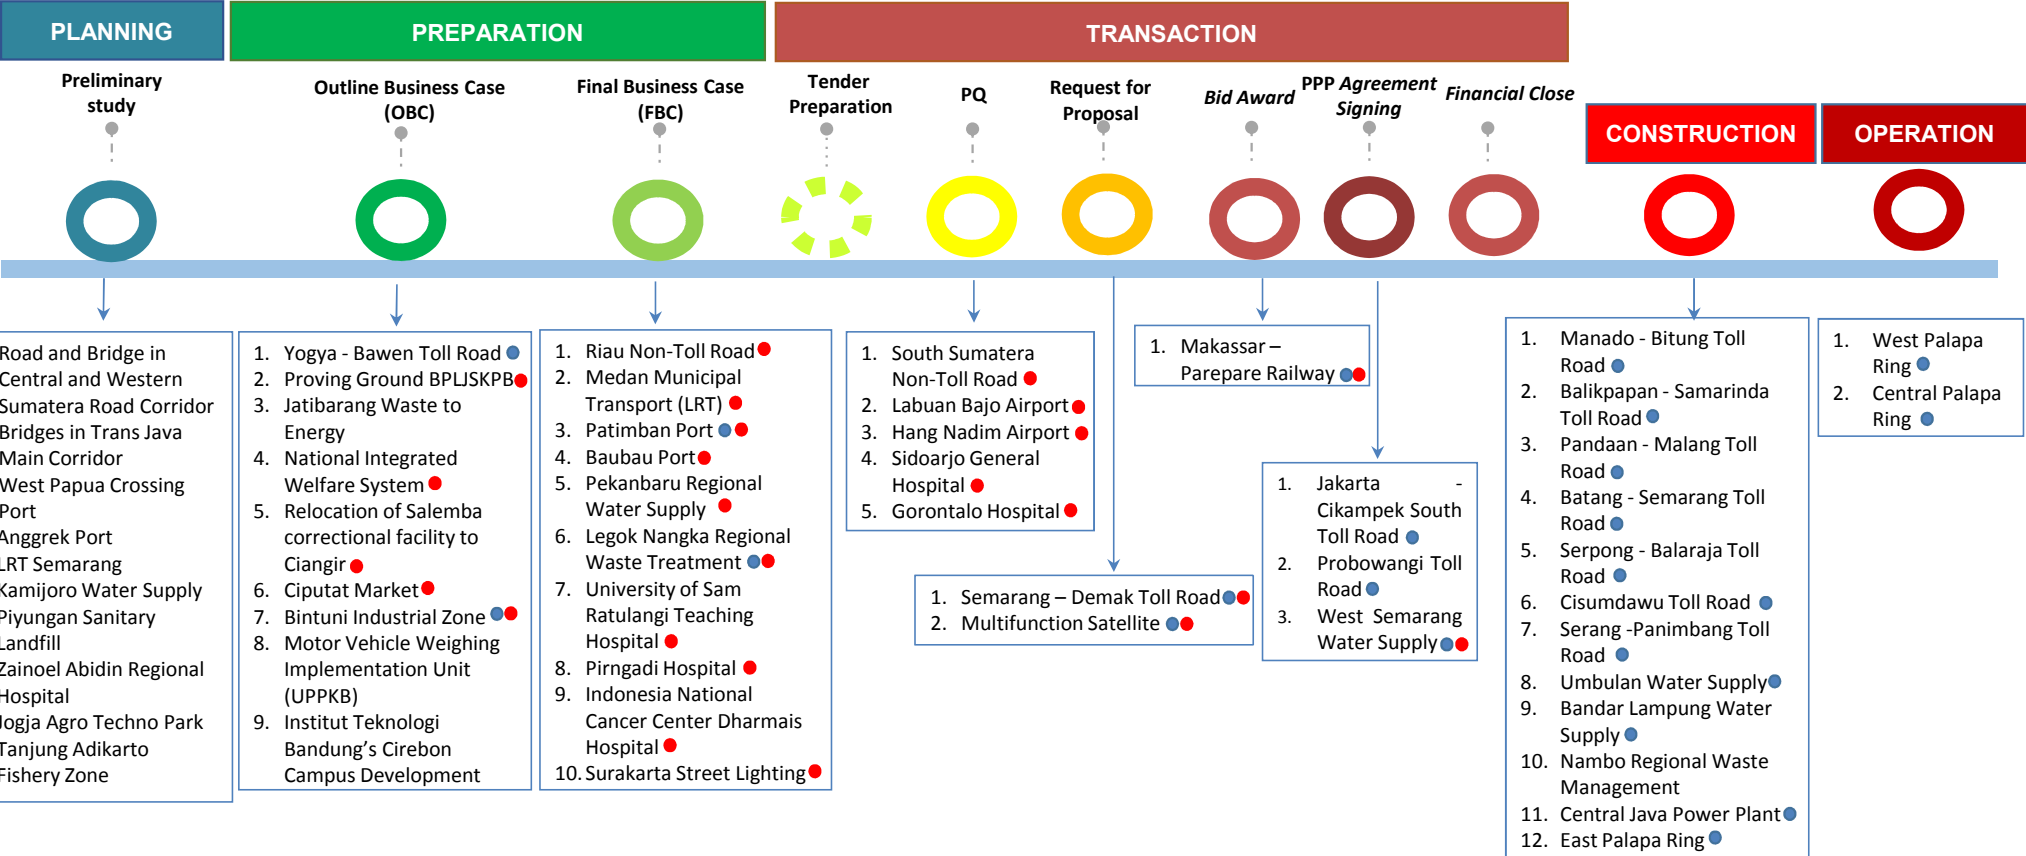 PLANNING
PREPARATION
TRANSACTION
CONSTRUCTION
OPERATION
Preliminary
study
Outline Business Case
(OBC)
Final Business Case
(FBC)
Tender
Preparation
PQ
Request for
Proposal
Bid Award
PPP Agreement
Signing
Financial Close
Road and Bridge in
Central and Western
Sumatera Road Corridor
Bridges in Trans Java
Main Corridor
West Papua Crossing
Port
Anggrek Port
LRT Semarang
Kamijoro Water Supply
Piyungan Sanitary
Landfill
Zainoel Abidin Regional
Hospital
Jogja Agro Techno Park
Tanjung Adikarto
Fishery Zone
1. Yogya - Bawen Toll Road
2. Proving Ground BPLJSKPB
3. Jatibarang Waste to
Energy
4. National Integrated
Welfare System
5. Relocation of Salemba
correctional facility to
Ciangir
6. Ciputat Market
7. Bintuni Industrial Zone
8. Motor Vehicle Weighing
Implementation Unit
(UPPKB)
9. Institut Teknologi
Bandung’s Cirebon
Campus Development
1. Riau Non-Toll Road
2. Medan Municipal
Transport (LRT)
3. Patimban Port
4. Baubau Port
5. Pekanbaru Regional
Water Supply
6. Legok Nangka Regional
Waste Treatment
7. University of Sam
Ratulangi Teaching
Hospital
8. Pirngadi Hospital
9. Indonesia National
Cancer Center Dharmais
Hospital
10. Surakarta Street Lighting
1. South Sumatera
Non-Toll Road
2. Labuan Bajo Airport
3. Hang Nadim Airport
4. Sidoarjo General
Hospital
5. Gorontalo Hospital
1. Semarang – Demak Toll Road
2. Multifunction Satellite
1. Makassar –
Parepare Railway
1. Jakarta -
Cikampek South
Toll Road
2. Probowangi Toll
Road
3. West Semarang
Water Supply
1. Manado - Bitung Toll
Road
2. Balikpapan - Samarinda
Toll Road
3. Pandaan - Malang Toll
Road
4. Batang - Semarang Toll
Road
5. Serpong - Balaraja Toll
Road
6. Cisumdawu Toll Road
7. Serang -Panimbang Toll
Road
8. Umbulan Water Supply
9. Bandar Lampung Water
Supply
10. Nambo Regional Waste
Management
11. Central Java Power Plant
12. East Palapa Ring
1. West Palapa
Ring
2. Central Palapa
Ring